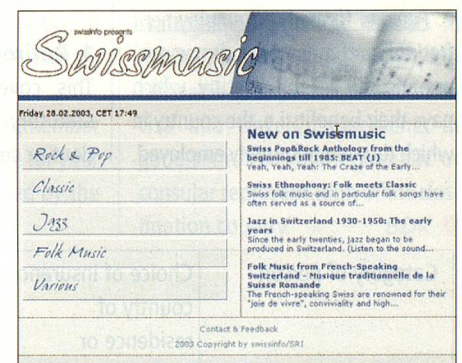 swissinfo presents
Swissmusic
Friday 28.02.2003, CET 17:49
Rock & Pop
Classic
Jazz
Folk Music
Various
New on Swissmusic
Swiss Pop&Rock Anthology from the
beginnings till 1985: BEAT (1)
Yeah, Yeah, Yeah: The Craze of the Early...
Swiss Ethnophony: Folk meets Classic
Swiss folk music and in particular folk songs have
often served as a source of...
Jazz in Switzerland 1930-1950: The early
years
Since the early twenties, jazz began to be
produced in Switzerland. (Listen to the sound...
Folk Music from French-Speaking
Switzerland - Musique traditionnelle de la
Suisse Romande
The French-speaking Swiss are renowned for their
"joie de vivre", conviviality and high...
Contact & Feedback
2003 Copyright by swissinfo/SRI